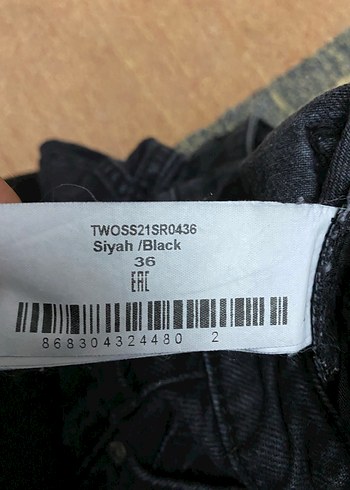 TWOSS21SR0436
Siyah /Black
36
EAC
868304324480 2